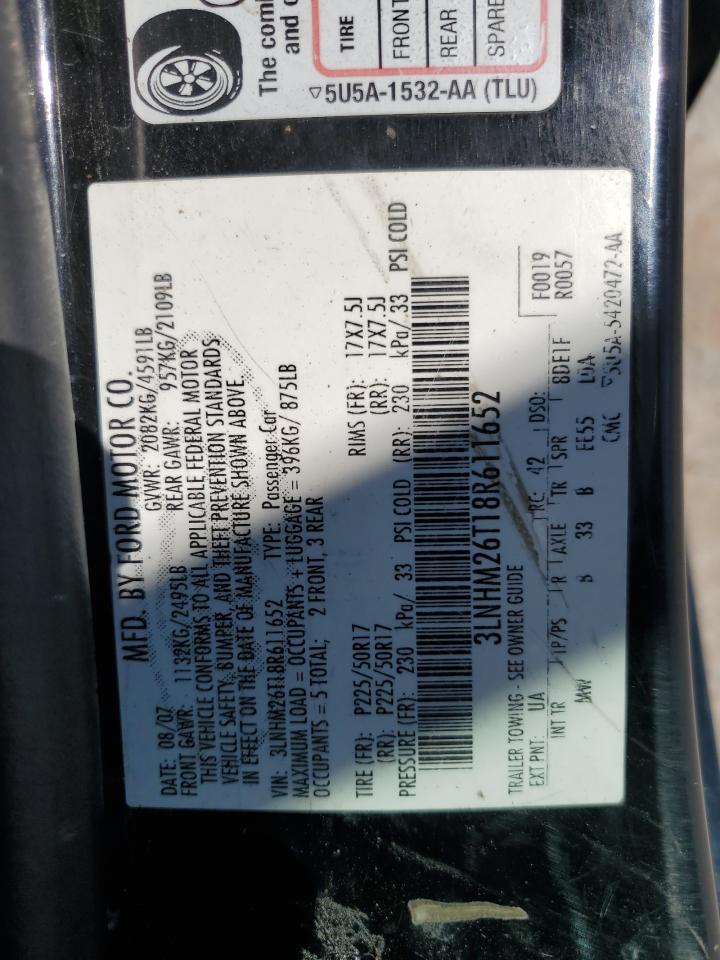 The combi
and c
TIRE
FRONT
REAR
SPARE
5U5A-1532-AA (TLU)
MFD. BY FORD MOTOR CO.
DATE: 08/07 GVWR: 2082KG/4591LB
FRONT GAWR: 1132KG/2495LB REAR GAWR: 957KG/2109LB
THIS VEHICLE CONFORMS TO ALL APPLICABLE FEDERAL MOTOR
VEHICLE SAFETY, BUMPER, AND THEFT PREVENTION STANDARDS
IN EFFECT ON THE DATE OF MANUFACTURE SHOWN ABOVE.
VIN: 3LNHM26T18R611652 TYPE: Passenger Car
MAXIMUM LOAD = OCCUPANTS + LUGGAGE = 396KG/ 875LB
OCCUPANTS = 5 TOTAL; 2 FRONT, 3 REAR
TIRE (FR): P225/50R17 RIMS (FR): 17X7.5J
(RR): P225/50R17 (RR): 17X7.5J
PRESSURE (FR): 230 kPa/ 33 PSI COLD (RR): 230 kPa/ 33 PSI COLD
3LNHM26T18R611652
TRAILER TOWING - SEE OWNER GUIDE F0019
EXT PNT: UA RC: 42 DSO: R0057
INT TR TP/PS R AXLE TR SPR 8DE1F
B 33 B EE55 LOA
CMC 5U5A-5420472-AA